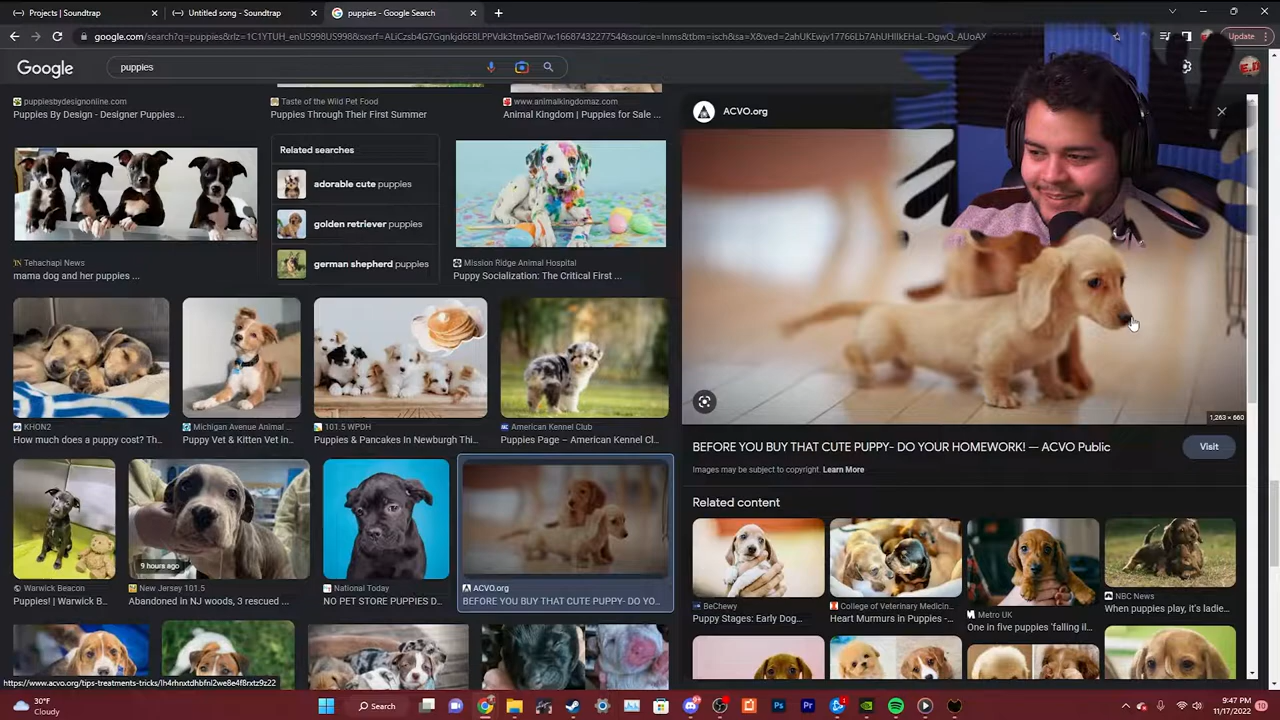 Projects | Soundtrap
Untitled song - Soundtrap
puppies - Google Search
Update
Google
puppies
puppiesbydesignonline.com
Puppies By Design - Designer Puppies ...
Taste of the Wild Pet Food
Puppies Through Their First Summer
www.animalkingdomaz.com
Animal Kingdom | Puppies for Sale ...
Related searches
adorable cute puppies
golden retriever puppies
german shepherd puppies
Tehachapi News
mama dog and her puppies ...
Mission Ridge Animal Hospital
Puppy Socialization: The Critical First ...
KHON2
How much does a puppy cost? Th...
Michigan Avenue Animal ...
Puppy Vet & Kitten Vet in...
101.5 WPDH
Puppies & Pancakes In Newburgh Thi...
American Kennel Club
Puppies Page – American Kennel Cl...
9 hours ago
Warwick Beacon
Puppies! | Warwick B...
New Jersey 101.5
Abandoned in NJ woods, 3 rescued ...
National Today
NO PET STORE PUPPIES D...
ACVO.org
BEFORE YOU BUY THAT CUTE PUPPY- DO YO...
ACVO.org
1,263 × 660
BEFORE YOU BUY THAT CUTE PUPPY- DO YOUR HOMEWORK! — ACVO Public
Visit
Images may be subject to copyright. Learn More
Related content
BeChewy
Puppy Stages: Early Dog...
College of Veterinary Medicin...
Heart Murmurs in Puppies -...
Metro UK
One in five puppies 'falling il...
NBC News
When puppies play, it's ladie...
30°F
Cloudy
Search
9:47 PM
11/17/2022